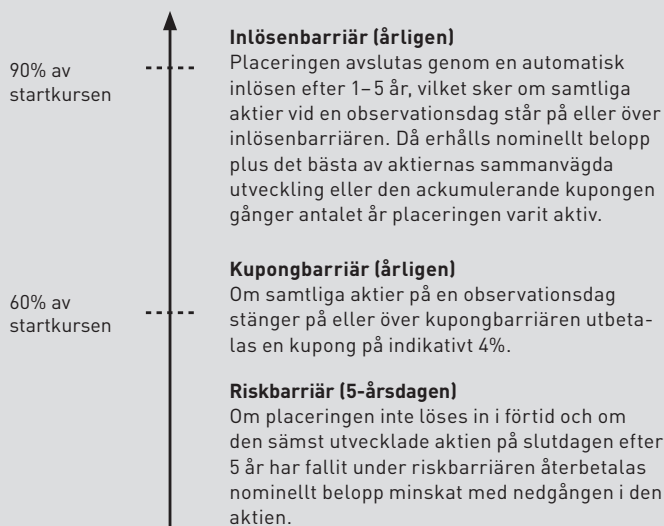 90% av
startkursen
Inlösenbarriär (årligen)
Placeringen avslutas genom en automatisk
inlösen efter 1–5 år, vilket sker om samtliga
aktier vid en observationsdag står på eller över
inlösenbarriären. Då erhålls nominellt belopp
plus det bästa av aktiernas sammanvägda
utveckling eller den ackumulerande kupongen
gånger antalet år placeringen varit aktiv.
60% av
startkursen
Kupongbarriär (årligen)
Om samtliga aktier på en observationsdag
stänger på eller över kupongbarriären utbeta-
las en kupong på indikativt 4%.
Riskbarriär (5-årsdagen)
Om placeringen inte löses in i förtid och om
den sämst utvecklade aktien på slutdagen efter
5 år har fallit under riskbarriären återbetalas
nominellt belopp minskat med nedgången i den
aktien.